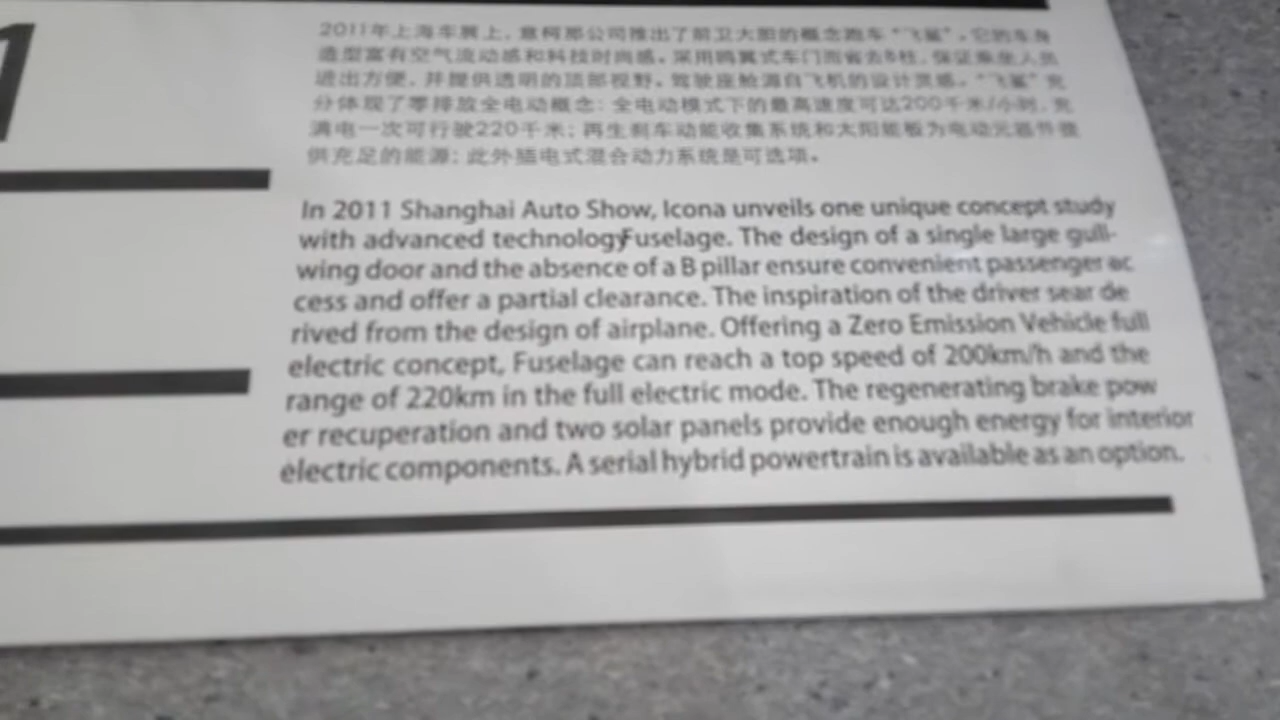 1
2011年上海车展上，意柯那公司推出了前卫大胆的概念跑车“飞鲨”。它的车身
造型富有空气流动感和科技时尚感。采用鸥翼式车门而省去B柱，保证乘坐人员
进出方便，并提供透明的顶部视野。驾驶座舱源自飞机的设计灵感。“飞鲨”充
分体现了零排放全电动概念：全电动模式下的最高速度可达200千米/小时，充
满电一次可行驶220千米；再生刹车动能收集系统和太阳能板为电动元器件提
供充足的能源；此外插电式混合动力系统是可选项。
In 2011 Shanghai Auto Show, Icona unveils one unique concept study
with advanced technologyFuselage. The design of a single large gull-
wing door and the absence of a B pillar ensure convenient passenger ac
cess and offer a partial clearance. The inspiration of the driver sear de
rived from the design of airplane. Offering a Zero Emission Vehicle full
electric concept, Fuselage can reach a top speed of 200km/h and the
range of 220km in the full electric mode. The regenerating brake pow
er recuperation and two solar panels provide enough energy for interior
electric components. A serial hybrid powertrain is available as an option.